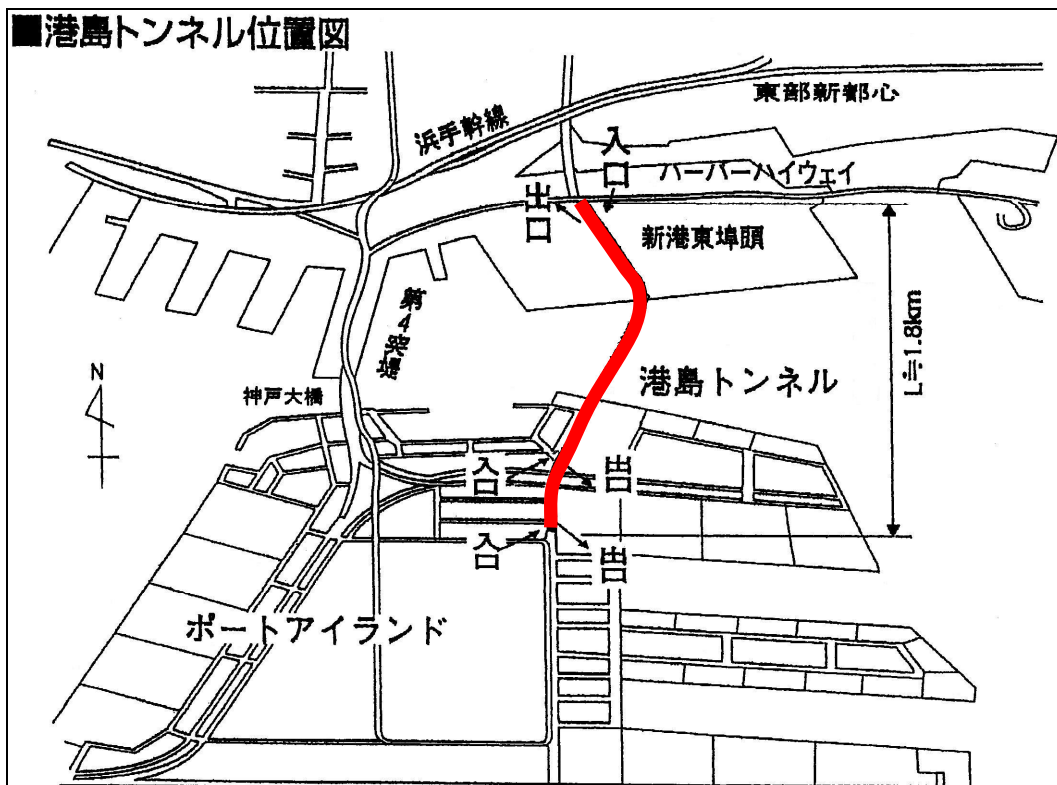 ■港島トンネル位置図
東部新都心
浜手幹線
入口
ハーバーハイウェイ
出口
新港東埠頭
第4突堤
L≒1.8km
N
港島トンネル
神戸大橋
入口
出口
入口
出口
ポートアイランド